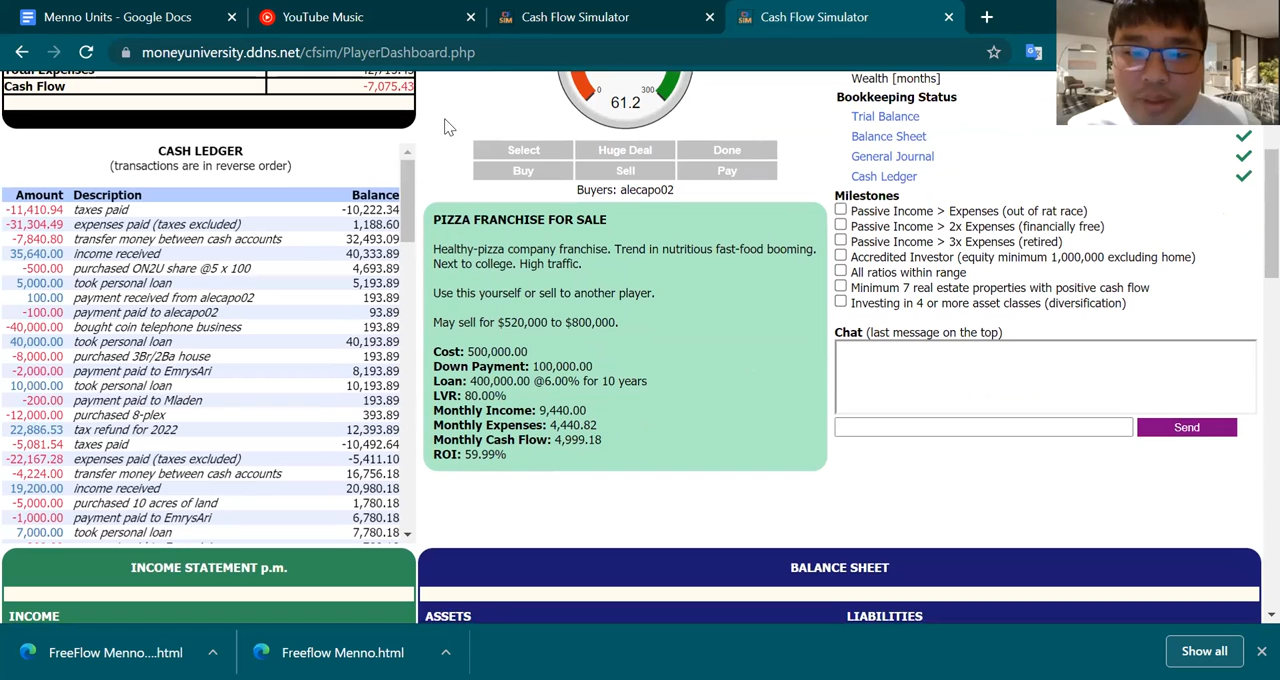 Menno Units - Google Docs
YouTube Music
Cash Flow Simulator
Cash Flow Simulator
moneyuniversity.ddns.net/cfsim/PlayerDashboard.php
Total Expenses 42,715.43
Cash Flow -7,075.43
CASH LEDGER
(transactions are in reverse order)
Amount Description Balance
-11,410.94 taxes paid -10,222.34
-31,304.49 expenses paid (taxes excluded) 1,188.60
-7,840.80 transfer money between cash accounts 32,493.09
35,640.00 income received 40,333.89
-500.00 purchased ON2U share @5 x 100 4,693.89
5,000.00 took personal loan 5,193.89
100.00 payment received from alecapo02 193.89
-100.00 payment paid to alecapo02 93.89
-40,000.00 bought coin telephone business 193.89
40,000.00 took personal loan 40,193.89
-8,000.00 purchased 3Br/2Ba house 193.89
-2,000.00 payment paid to EmrysAri 8,193.89
10,000.00 took personal loan 10,193.89
-200.00 payment paid to Mladen 193.89
-12,000.00 purchased 8-plex 393.89
22,886.53 tax refund for 2022 12,393.89
-5,081.54 taxes paid -10,492.64
-22,167.28 expenses paid (taxes excluded) -5,411.10
-4,224.00 transfer money between cash accounts 16,756.18
19,200.00 income received 20,980.18
-5,000.00 purchased 10 acres of land 1,780.18
-1,000.00 payment paid to EmrysAri 6,780.18
7,000.00 took personal loan 7,780.18
0 300
61.2
Select Huge Deal Done
Buy Sell Pay
Buyers: alecapo02
PIZZA FRANCHISE FOR SALE
Healthy-pizza company franchise. Trend in nutritious fast-food booming.
Next to college. High traffic.
Use this yourself or sell to another player.
May sell for $520,000 to $800,000.
Cost: 500,000.00
Down Payment: 100,000.00
Loan: 400,000.00 @6.00% for 10 years
LVR: 80.00%
Monthly Income: 9,440.00
Monthly Expenses: 4,440.82
Monthly Cash Flow: 4,999.18
ROI: 59.99%
Wealth [months]
Bookkeeping Status
Trial Balance
Balance Sheet
General Journal
Cash Ledger
Milestones
Passive Income > Expenses (out of rat race)
Passive Income > 2x Expenses (financially free)
Passive Income > 3x Expenses (retired)
Accredited Investor (equity minimum 1,000,000 excluding home)
All ratios within range
Minimum 7 real estate properties with positive cash flow
Investing in 4 or more asset classes (diversification)
Chat (last message on the top)
Send
INCOME STATEMENT p.m.
INCOME
BALANCE SHEET
ASSETS LIABILITIES
FreeFlow Menno....html
Freeflow Menno.html
Show all